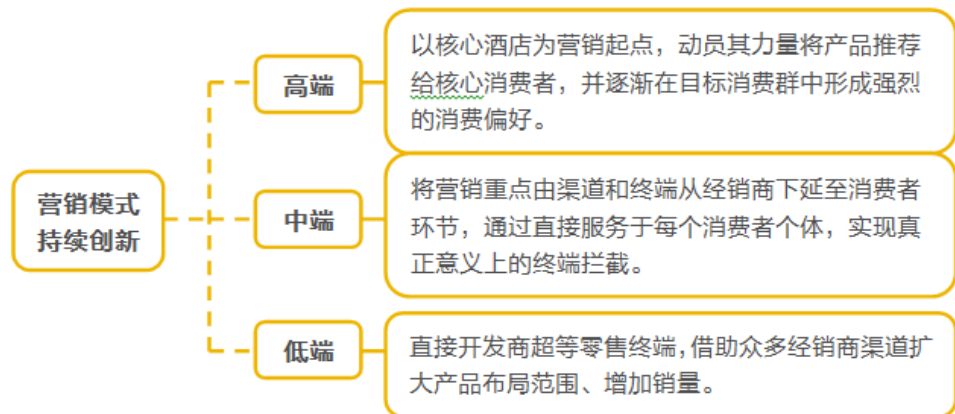 营销模式
持续创新
高端
以核心酒店为营销起点，动员其力量将产品推荐
给核心消费者，并逐渐在目标消费群中形成强烈
的消费偏好。
中端
将营销重点由渠道和终端从经销商下延至消费者
环节，通过直接服务于每个消费者个体，实现真
正意义上的终端拦截。
低端
直接开发商超等零售终端,借助众多经销商渠道扩
大产品布局范围、增加销量。